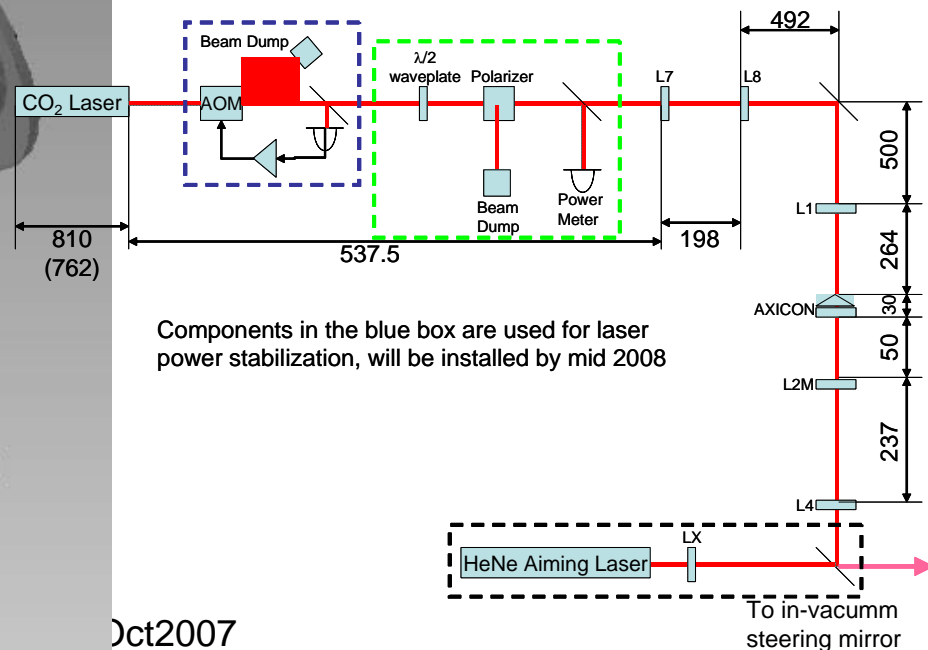 Beam Dump
492
λ/2
waveplate
Polarizer
L7
L8
CO₂ Laser
AOM
500
Beam
Dump
Power
Meter
L1
810
(762)
537.5
198
264
AXICON
30
Components in the blue box are used for laser
power stabilization, will be installed by mid 2008
50
L2M
237
L4
LX
HeNe Aiming Laser
To in-vacumm
steering mirror
Oct2007